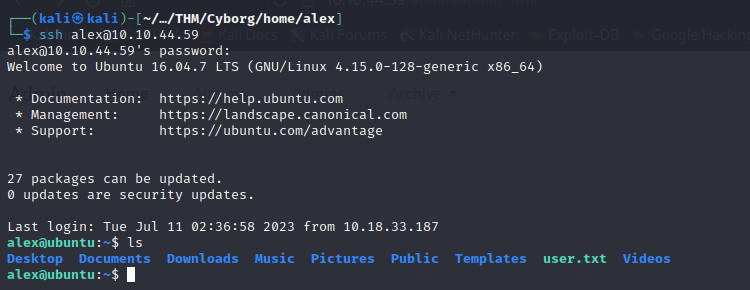 ┌──(kali㉿kali)-[~/…/THM/Cyborg/home/alex]
└─$ ssh alex@10.10.44.59
alex@10.10.44.59's password:
Welcome to Ubuntu 16.04.7 LTS (GNU/Linux 4.15.0-128-generic x86_64)
* Documentation: https://help.ubuntu.com
* Management: https://landscape.canonical.com
* Support: https://ubuntu.com/advantage
27 packages can be updated.
0 updates are security updates.
Last login: Tue Jul 11 02:36:58 2023 from 10.18.33.187
alex@ubuntu:~$ ls
Desktop Documents Downloads Music Pictures Public Templates user.txt Videos
alex@ubuntu:~$